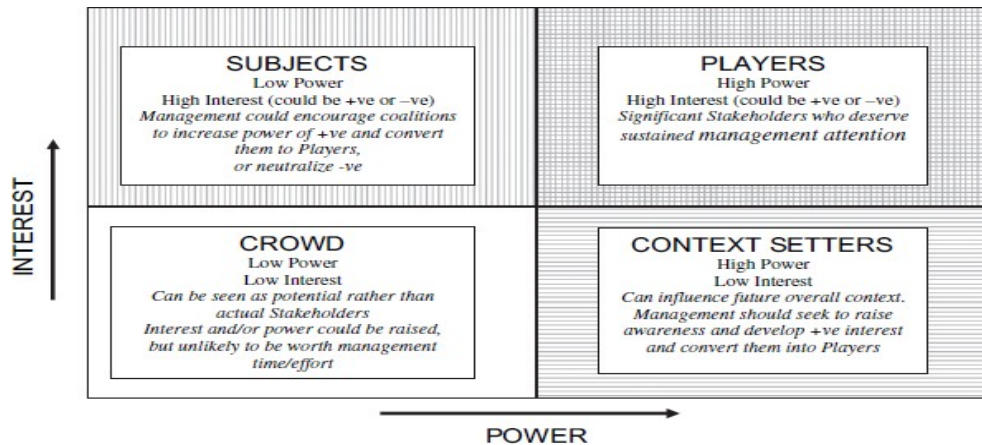 SUBJECTS
Low Power
High Interest (could be +ve or –ve)
Management could encourage coalitions
to increase power of +ve and convert
them to Players,
or neutralize -ve
PLAYERS
High Power
High Interest (could be +ve or –ve)
Significant Stakeholders who deserve
sustained management attention
CROWD
Low Power
Low Interest
Can be seen as potential rather than
actual Stakeholders
Interest and/or power could be raised,
but unlikely to be worth management
time/effort
CONTEXT SETTERS
High Power
Low Interest
Can influence future overall context.
Management should seek to raise
awareness and develop +ve interest
and convert them into Players
INTEREST
POWER